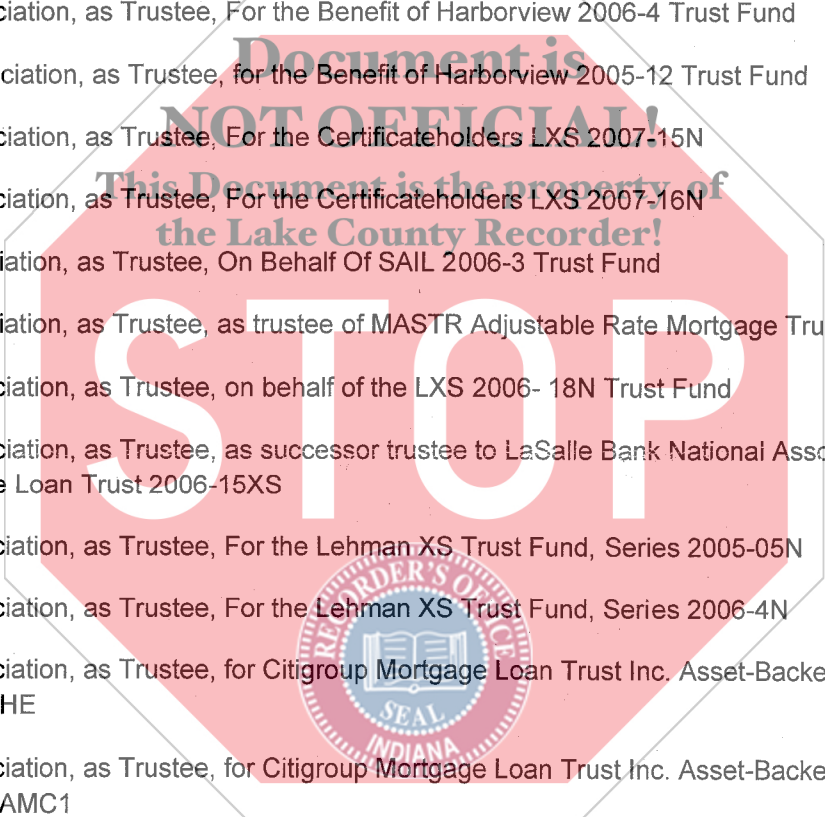 ciation, as Trustee, For the Benefit of Harborview 2006-4 Trust Fund
Document is
ciation, as Trustee, for the Benefit of Harborview 2005-12 Trust Fund
NOT OFFICIAL!
ciation, as Trustee, For the Certificateholders LXS 2007-15N
This Document is the property of
ciation, as Trustee, For the Certificateholders LXS 2007-16N
the Lake County Recorder!
iation, as Trustee, On Behalf Of SAIL 2006-3 Trust Fund
iation, as Trustee, as trustee of MASTR Adjustable Rate Mortgage Tru
STOP
ciation, as Trustee, on behalf of the LXS 2006- 18N Trust Fund
ciation, as Trustee, as successor trustee to LaSalle Bank National Asso
e Loan Trust 2006-15XS
ciation, as Trustee, For the Lehman XS Trust Fund, Series 2005-05N
ciation, as Trustee, For the Lehman XS Trust Fund, Series 2006-4N
RECORDER'S OFFICE
ciation, as Trustee, for Citigroup Mortgage Loan Trust Inc. Asset-Backe
HE
SEAL
INDIANA
ciation, as Trustee, for Citigroup Mortgage Loan Trust Inc. Asset-Backe
AMC1